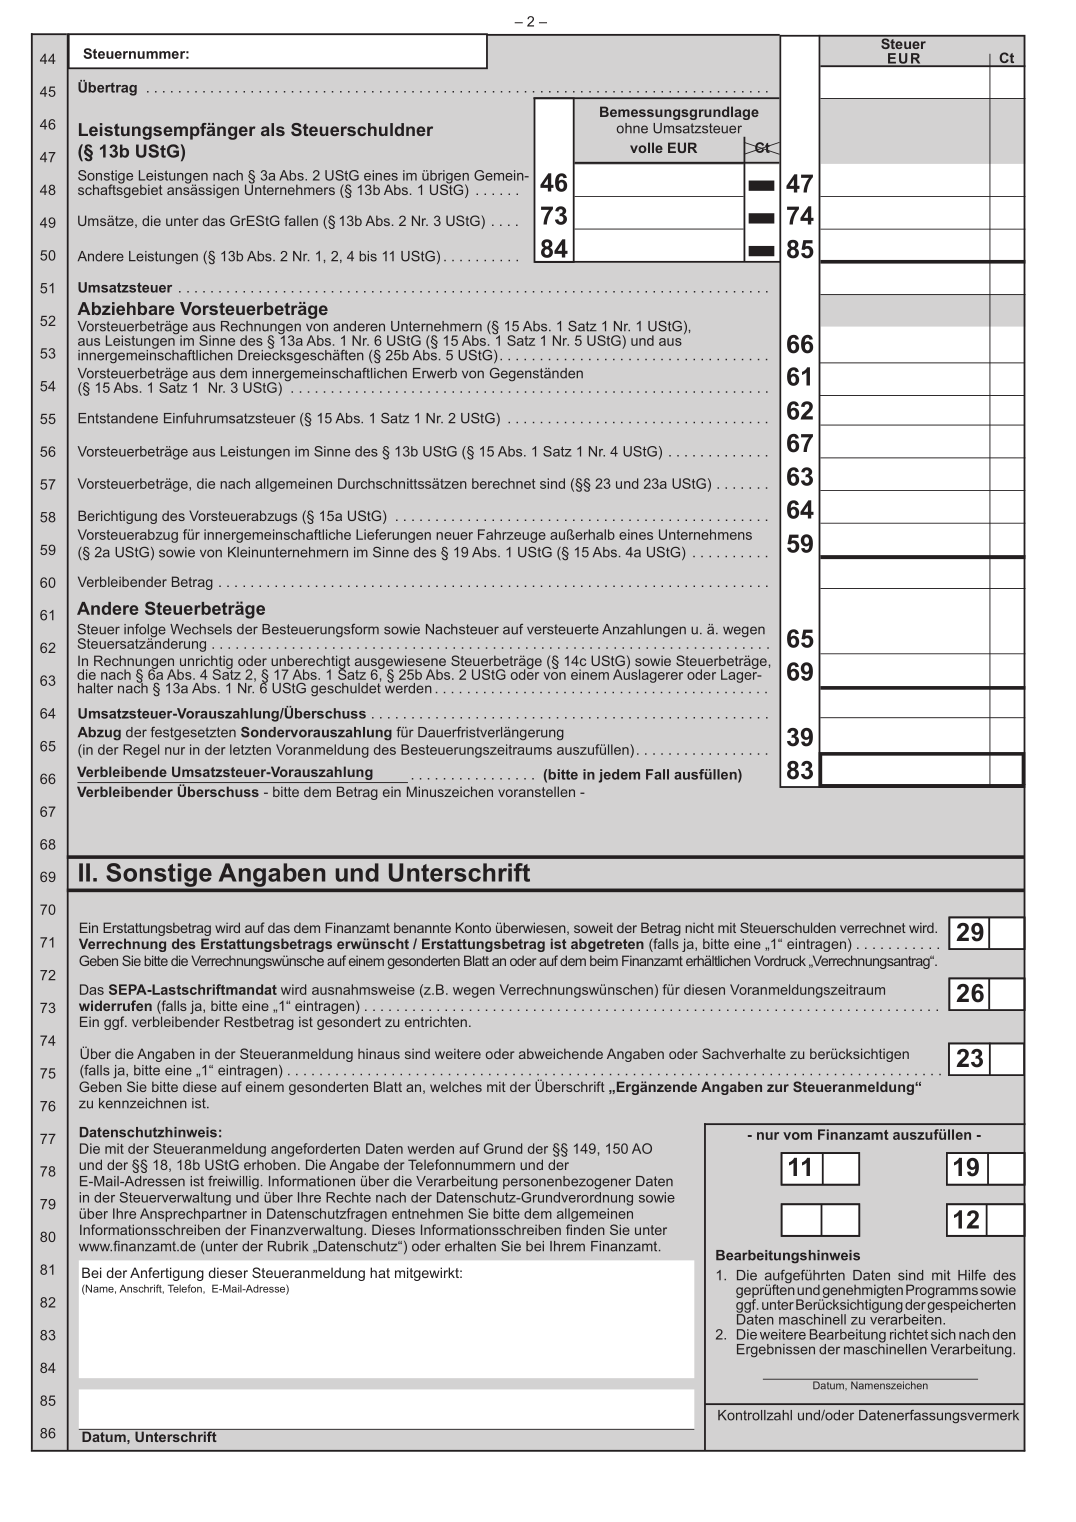 – 2 –
44 Steuernummer: Steuer
EUR Ct
45 Übertrag
46 Leistungsempfänger als Steuerschuldner Bemessungsgrundlage
ohne Umsatzsteuer
47 (§ 13b UStG) volle EUR Ct
Sonstige Leistungen nach § 3a Abs. 2 UStG eines im übrigen Gemein-
48 schaftsgebiet ansässigen Unternehmers (§ 13b Abs. 1 UStG) ...... 46 47
49 Umsätze, die unter das GrEStG fallen (§ 13b Abs. 2 Nr. 3 UStG) .... 73 74
50 Andere Leistungen (§ 13b Abs. 2 Nr. 1, 2, 4 bis 11 UStG).......... 84 85
51 Umsatzsteuer
52 Abziehbare Vorsteuerbeträge
Vorsteuerbeträge aus Rechnungen von anderen Unternehmern (§ 15 Abs. 1 Satz 1 Nr. 1 UStG),
aus Leistungen im Sinne des § 13a Abs. 1 Nr. 6 UStG (§ 15 Abs. 1 Satz 1 Nr. 5 UStG) und aus
53 innergemeinschaftlichen Dreiecksgeschäften (§ 25b Abs. 5 UStG) 66
Vorsteuerbeträge aus dem innergemeinschaftlichen Erwerb von Gegenständen
54 (§ 15 Abs. 1 Satz 1 Nr. 3 UStG) 61
55 Entstandene Einfuhrumsatzsteuer (§ 15 Abs. 1 Satz 1 Nr. 2 UStG) 62
56 Vorsteuerbeträge aus Leistungen im Sinne des § 13b UStG (§ 15 Abs. 1 Satz 1 Nr. 4 UStG) 67
57 Vorsteuerbeträge, die nach allgemeinen Durchschnittssätzen berechnet sind (§§ 23 und 23a UStG) 63
58 Berichtigung des Vorsteuerabzugs (§ 15a UStG) 64
Vorsteuerabzug für innergemeinschaftliche Lieferungen neuer Fahrzeuge außerhalb eines Unternehmens
59 (§ 2a UStG) sowie von Kleinunternehmern im Sinne des § 19 Abs. 1 UStG (§ 15 Abs. 4a UStG) 59
60 Verbleibender Betrag
61 Andere Steuerbeträge
Steuer infolge Wechsels der Besteuerungsform sowie Nachsteuer auf versteuerte Anzahlungen u. ä. wegen
62 Steuersatzänderung 65
In Rechnungen unrichtig oder unberechtigt ausgewiesene Steuerbeträge (§ 14c UStG) sowie Steuerbeträge,
die nach § 6a Abs. 4 Satz 2, § 17 Abs. 1 Satz 6, § 25b Abs. 2 UStG oder von einem Auslagerer oder Lager-
63 halter nach § 13a Abs. 1 Nr. 6 UStG geschuldet werden 69
64 Umsatzsteuer-Vorauszahlung/Überschuss
Abzug der festgesetzten Sondervorauszahlung für Dauerfristverlängerung
65 (in der Regel nur in der letzten Voranmeldung des Besteuerungszeitraums auszufüllen) 39
66 Verbleibende Umsatzsteuer-Vorauszahlung (bitte in jedem Fall ausfüllen) 83
Verbleibender Überschuss - bitte dem Betrag ein Minuszeichen voranstellen -
67
68
69 II. Sonstige Angaben und Unterschrift
70
Ein Erstattungsbetrag wird auf das dem Finanzamt benannte Konto überwiesen, soweit der Betrag nicht mit Steuerschulden verrechnet wird.
71 Verrechnung des Erstattungsbetrags erwünscht / Erstattungsbetrag ist abgetreten (falls ja, bitte eine „1“ eintragen) 29
Geben Sie bitte die Verrechnungswünsche auf einem gesonderten Blatt an oder auf dem beim Finanzamt erhältlichen Vordruck „Verrechnungsantrag“.
72
Das SEPA-Lastschriftmandat wird ausnahmsweise (z.B. wegen Verrechnungswünschen) für diesen Voranmeldungszeitraum
73 widerrufen (falls ja, bitte eine „1“ eintragen) 26
Ein ggf. verbleibender Restbetrag ist gesondert zu entrichten.
74
Über die Angaben in der Steueranmeldung hinaus sind weitere oder abweichende Angaben oder Sachverhalte zu berücksichtigen
75 (falls ja, bitte eine „1“ eintragen) 23
Geben Sie bitte diese auf einem gesonderten Blatt an, welches mit der Überschrift „Ergänzende Angaben zur Steueranmeldung“
76 zu kennzeichnen ist.
77 Datenschutzhinweis:
Die mit der Steueranmeldung angeforderten Daten werden auf Grund der §§ 149, 150 AO
78 und der §§ 18, 18b UStG erhoben. Die Angabe der Telefonnummern und der
E-Mail-Adressen ist freiwillig. Informationen über die Verarbeitung personenbezogener Daten
79 in der Steuerverwaltung und über Ihre Rechte nach der Datenschutz-Grundverordnung sowie
über Ihre Ansprechpartner in Datenschutzfragen entnehmen Sie bitte dem allgemeinen
80 Informationsschreiben der Finanzverwaltung. Dieses Informationsschreiben finden Sie unter
www.finanzamt.de (unter der Rubrik „Datenschutz“) oder erhalten Sie bei Ihrem Finanzamt.
81 Bei der Anfertigung dieser Steueranmeldung hat mitgewirkt:
(Name, Anschrift, Telefon, E-Mail-Adresse)
82
83
84
85
86 Datum, Unterschrift
- nur vom Finanzamt auszufüllen -
11 19
12
Bearbeitungshinweis
1. Die aufgeführten Daten sind mit Hilfe des
geprüften und genehmigten Programms sowie
ggf. unter Berücksichtigung der gespeicherten
Daten maschinell zu verarbeiten.
2. Die weitere Bearbeitung richtet sich nach den
Ergebnissen der maschinellen Verarbeitung.
Datum, Namenszeichen
Kontrollzahl und/oder Datenerfassungsvermerk